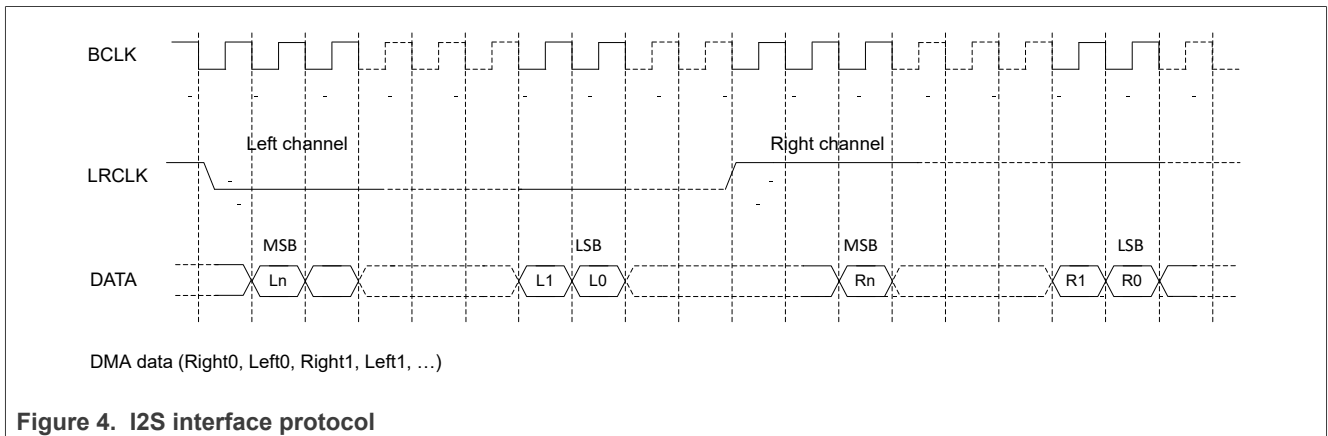 BCLK
Left channel
Right channel
LRCLK
MSB
LSB
MSB
LSB
DATA
Ln
L1
L0
Rn
R1
R0
DMA data (Right0, Left0, Right1, Left1, …)
Figure 4. I2S interface protocol